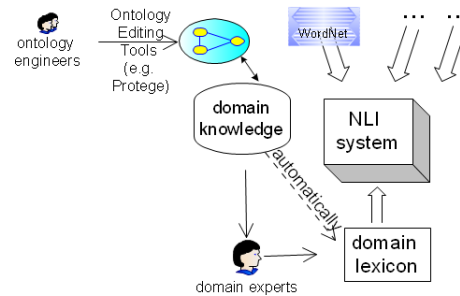 ontology
engineers
Ontology
Editing
Tools
(e.g.
Protege)
WordNet
...
...
domain
knowledge
NLI
system
automatically
domain
lexicon
domain experts